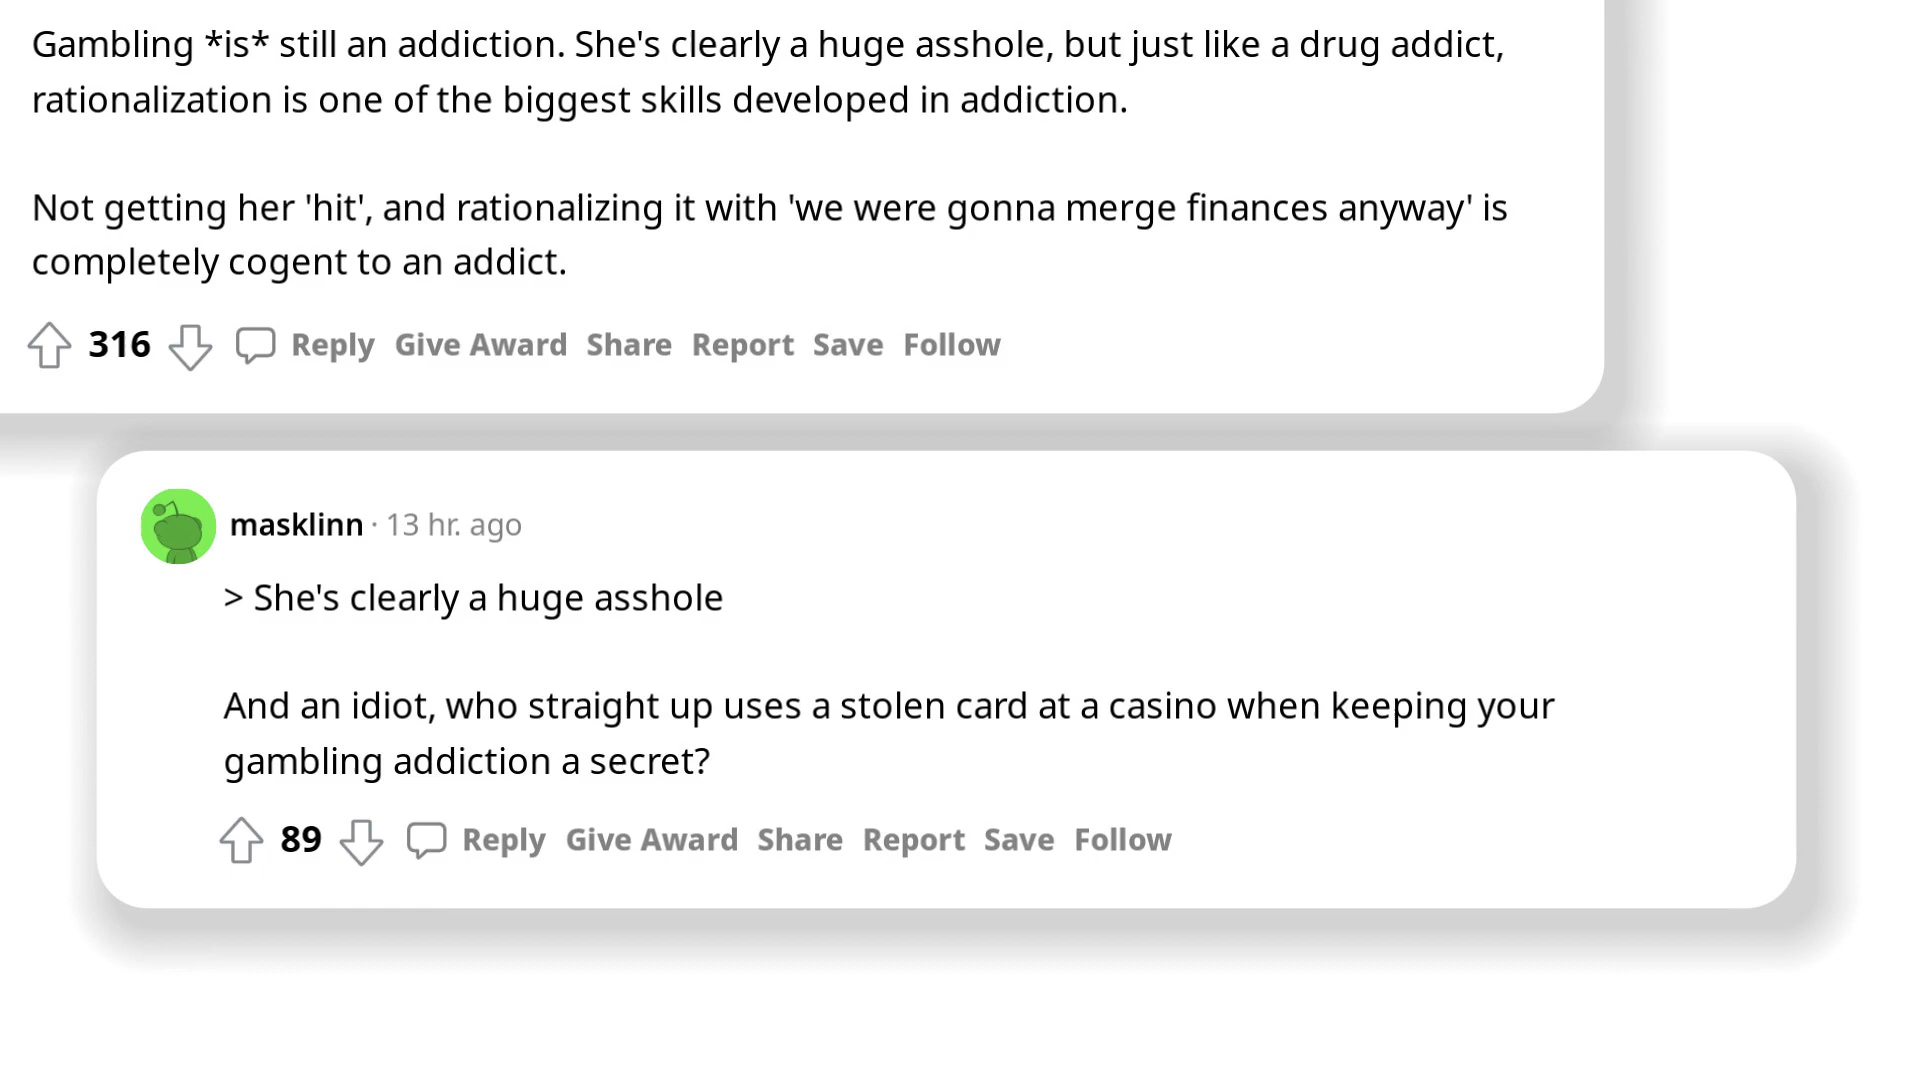 Gambling *is* still an addiction. She's clearly a huge asshole, but just like a drug addict,
rationalization is one of the biggest skills developed in addiction.
Not getting her 'hit', and rationalizing it with 'we were gonna merge finances anyway' is
completely cogent to an addict.
316 Reply Give Award Share Report Save Follow
masklinn · 13 hr. ago
> She's clearly a huge asshole
And an idiot, who straight up uses a stolen card at a casino when keeping your
gambling addiction a secret?
89 Reply Give Award Share Report Save Follow